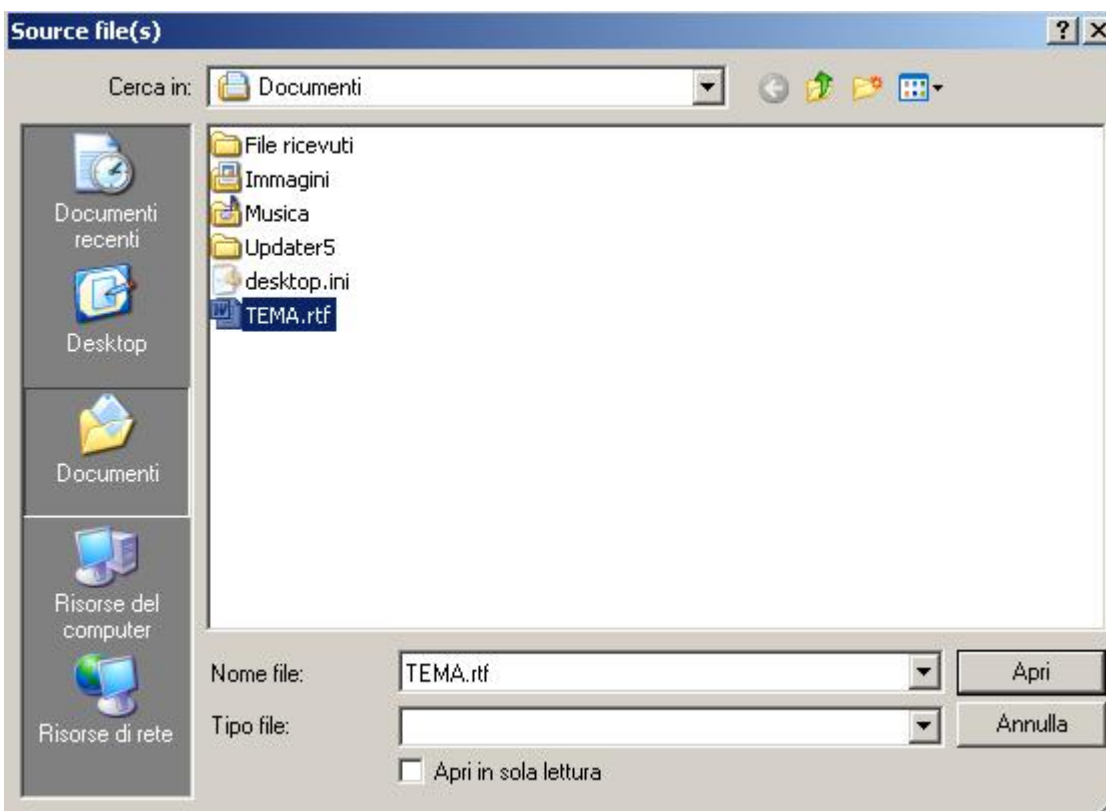 Source file(s)
Cerca in:
Documenti
Documenti
recenti
Desktop
Documenti
Risorse del
computer
Risorse di rete
File ricevuti
Immagini
Musica
Updater5
desktop.ini
TEMA.rtf
Nome file:
TEMA.rtf
Apri
Tipo file:
Annulla
Apri in sola lettura